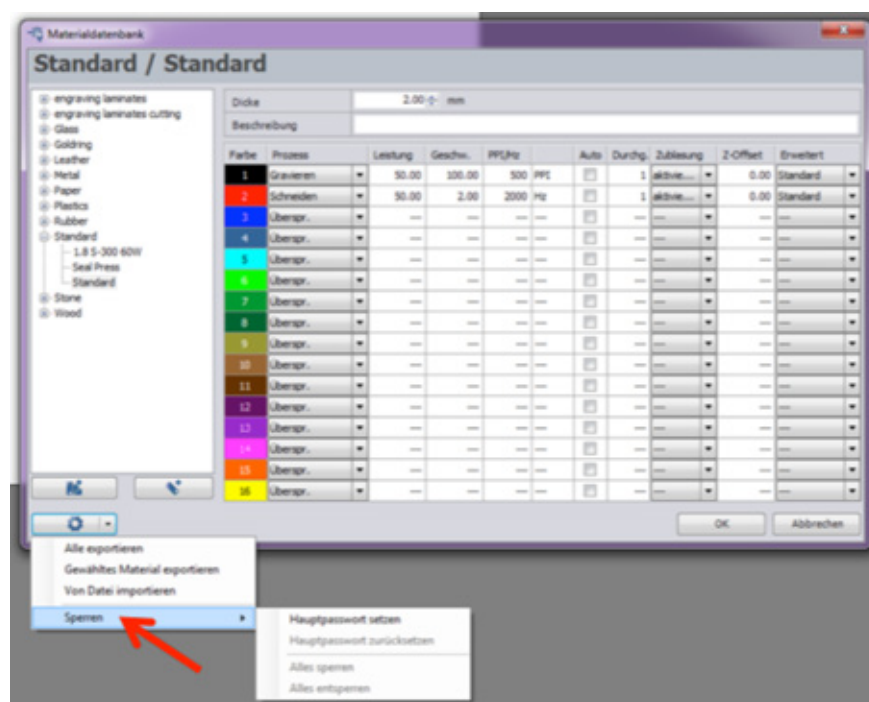 Materialdatenbank
Standard / Standard
engraving laminates
engraving laminates cutting
Glass
Goldring
Leather
Metal
Paper
Plastics
Rubber
Standard
1.8 S-300 60W
Seal Press
Standard
Stone
Wood
Dicke 2.00 mm
Beschreibung
Farbe Prozess Leistung Geschw. PPI/Hz Auto Durchg. Zublasung Z-Offset Erweitert
1 Gravieren 50.00 100.00 500 PPI 1 aktivie... 0.00 Standard
2 Schneiden 50.00 2.00 2000 Hz 1 aktivie... 0.00 Standard
3 Überspr. --- --- --- --- --- --- --- ---
4 Überspr. --- --- --- --- --- --- --- ---
5 Überspr. --- --- --- --- --- --- --- ---
6 Überspr. --- --- --- --- --- --- --- ---
7 Überspr. --- --- --- --- --- --- --- ---
8 Überspr. --- --- --- --- --- --- --- ---
9 Überspr. --- --- --- --- --- --- --- ---
10 Überspr. --- --- --- --- --- --- --- ---
11 Überspr. --- --- --- --- --- --- --- ---
12 Überspr. --- --- --- --- --- --- --- ---
13 Überspr. --- --- --- --- --- --- --- ---
14 Überspr. --- --- --- --- --- --- --- ---
15 Überspr. --- --- --- --- --- --- --- ---
16 Überspr. --- --- --- --- --- --- --- ---
OK Abbrechen
Alle exportieren
Gewähltes Material exportieren
Von Datei importieren
Sperren
Hauptpasswort setzen
Hauptpasswort zurücksetzen
Alles sperren
Alles entsperren